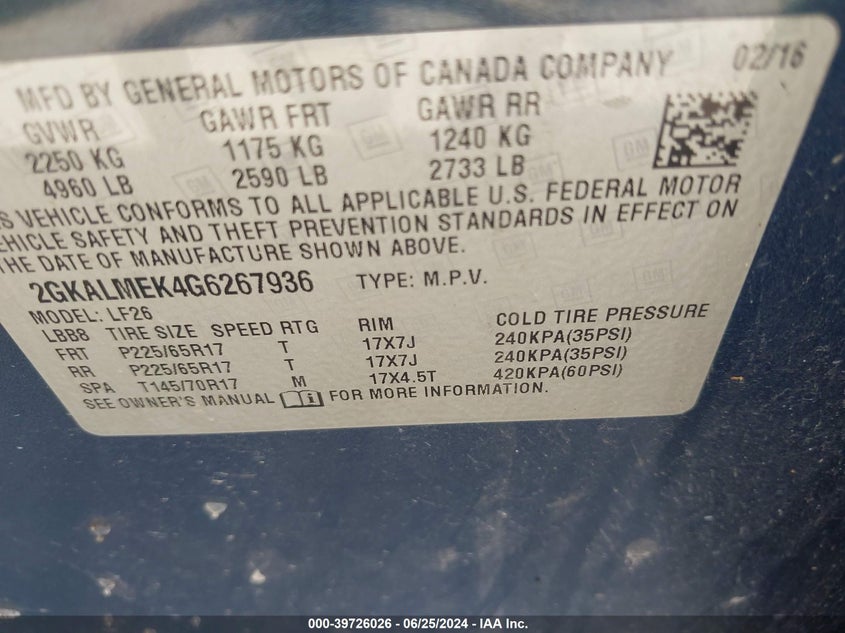 MFD BY GENERAL MOTORS OF CANADA COMPANY 02/16
GVWR GAWR FRT GAWR RR
2250 KG 1175 KG 1240 KG
4960 LB 2590 LB 2733 LB
VEHICLE CONFORMS TO ALL APPLICABLE U.S. FEDERAL MOTOR
EHICLE SAFETY AND THEFT PREVENTION STANDARDS IN EFFECT ON
THE DATE OF MANUFACTURE SHOWN ABOVE.
2GKALMEK4G6267936 TYPE: M.P.V.
MODEL: LF26
LBB8 TIRE SIZE SPEED RTG RIM COLD TIRE PRESSURE
FRT P225/65R17 T 17X7J 240KPA(35PSI)
RR P225/65R17 T 17X7J 240KPA(35PSI)
SPA T145/70R17 M 17X4.5T 420KPA(60PSI)
SEE OWNER'S MANUAL FOR MORE INFORMATION.
000-39726026 / 06/25/2024 / IAA Inc.